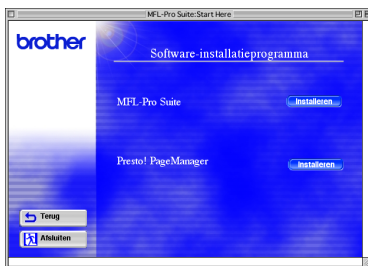 MFL-Pro Suite:Start Here
brother
Software-installatieprogramma
MFL-Pro Suite
Installeren
Presto! PageManager
Installeren
Terug
Afsluiten